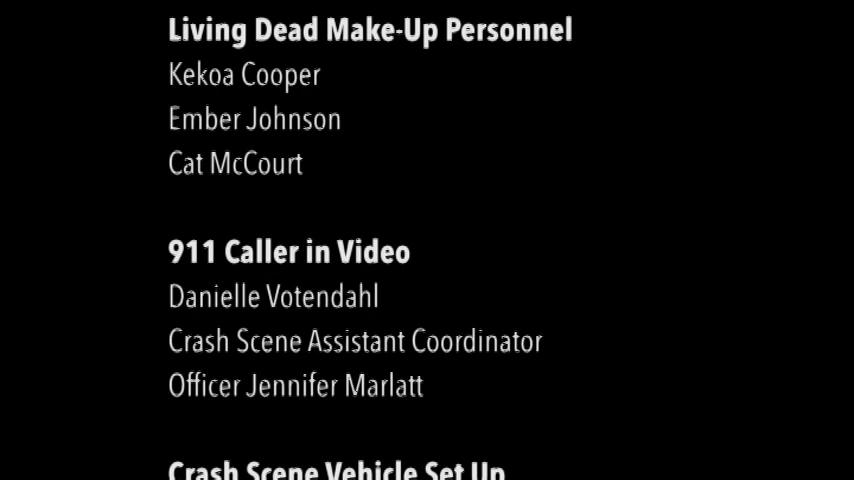 Living Dead Make-Up Personnel
Kekoa Cooper
Ember Johnson
Cat McCourt
911 Caller in Video
Danielle Votendahl
Crash Scene Assistant Coordinator
Officer Jennifer Marlatt
Crash Scene Vehicle Set Up